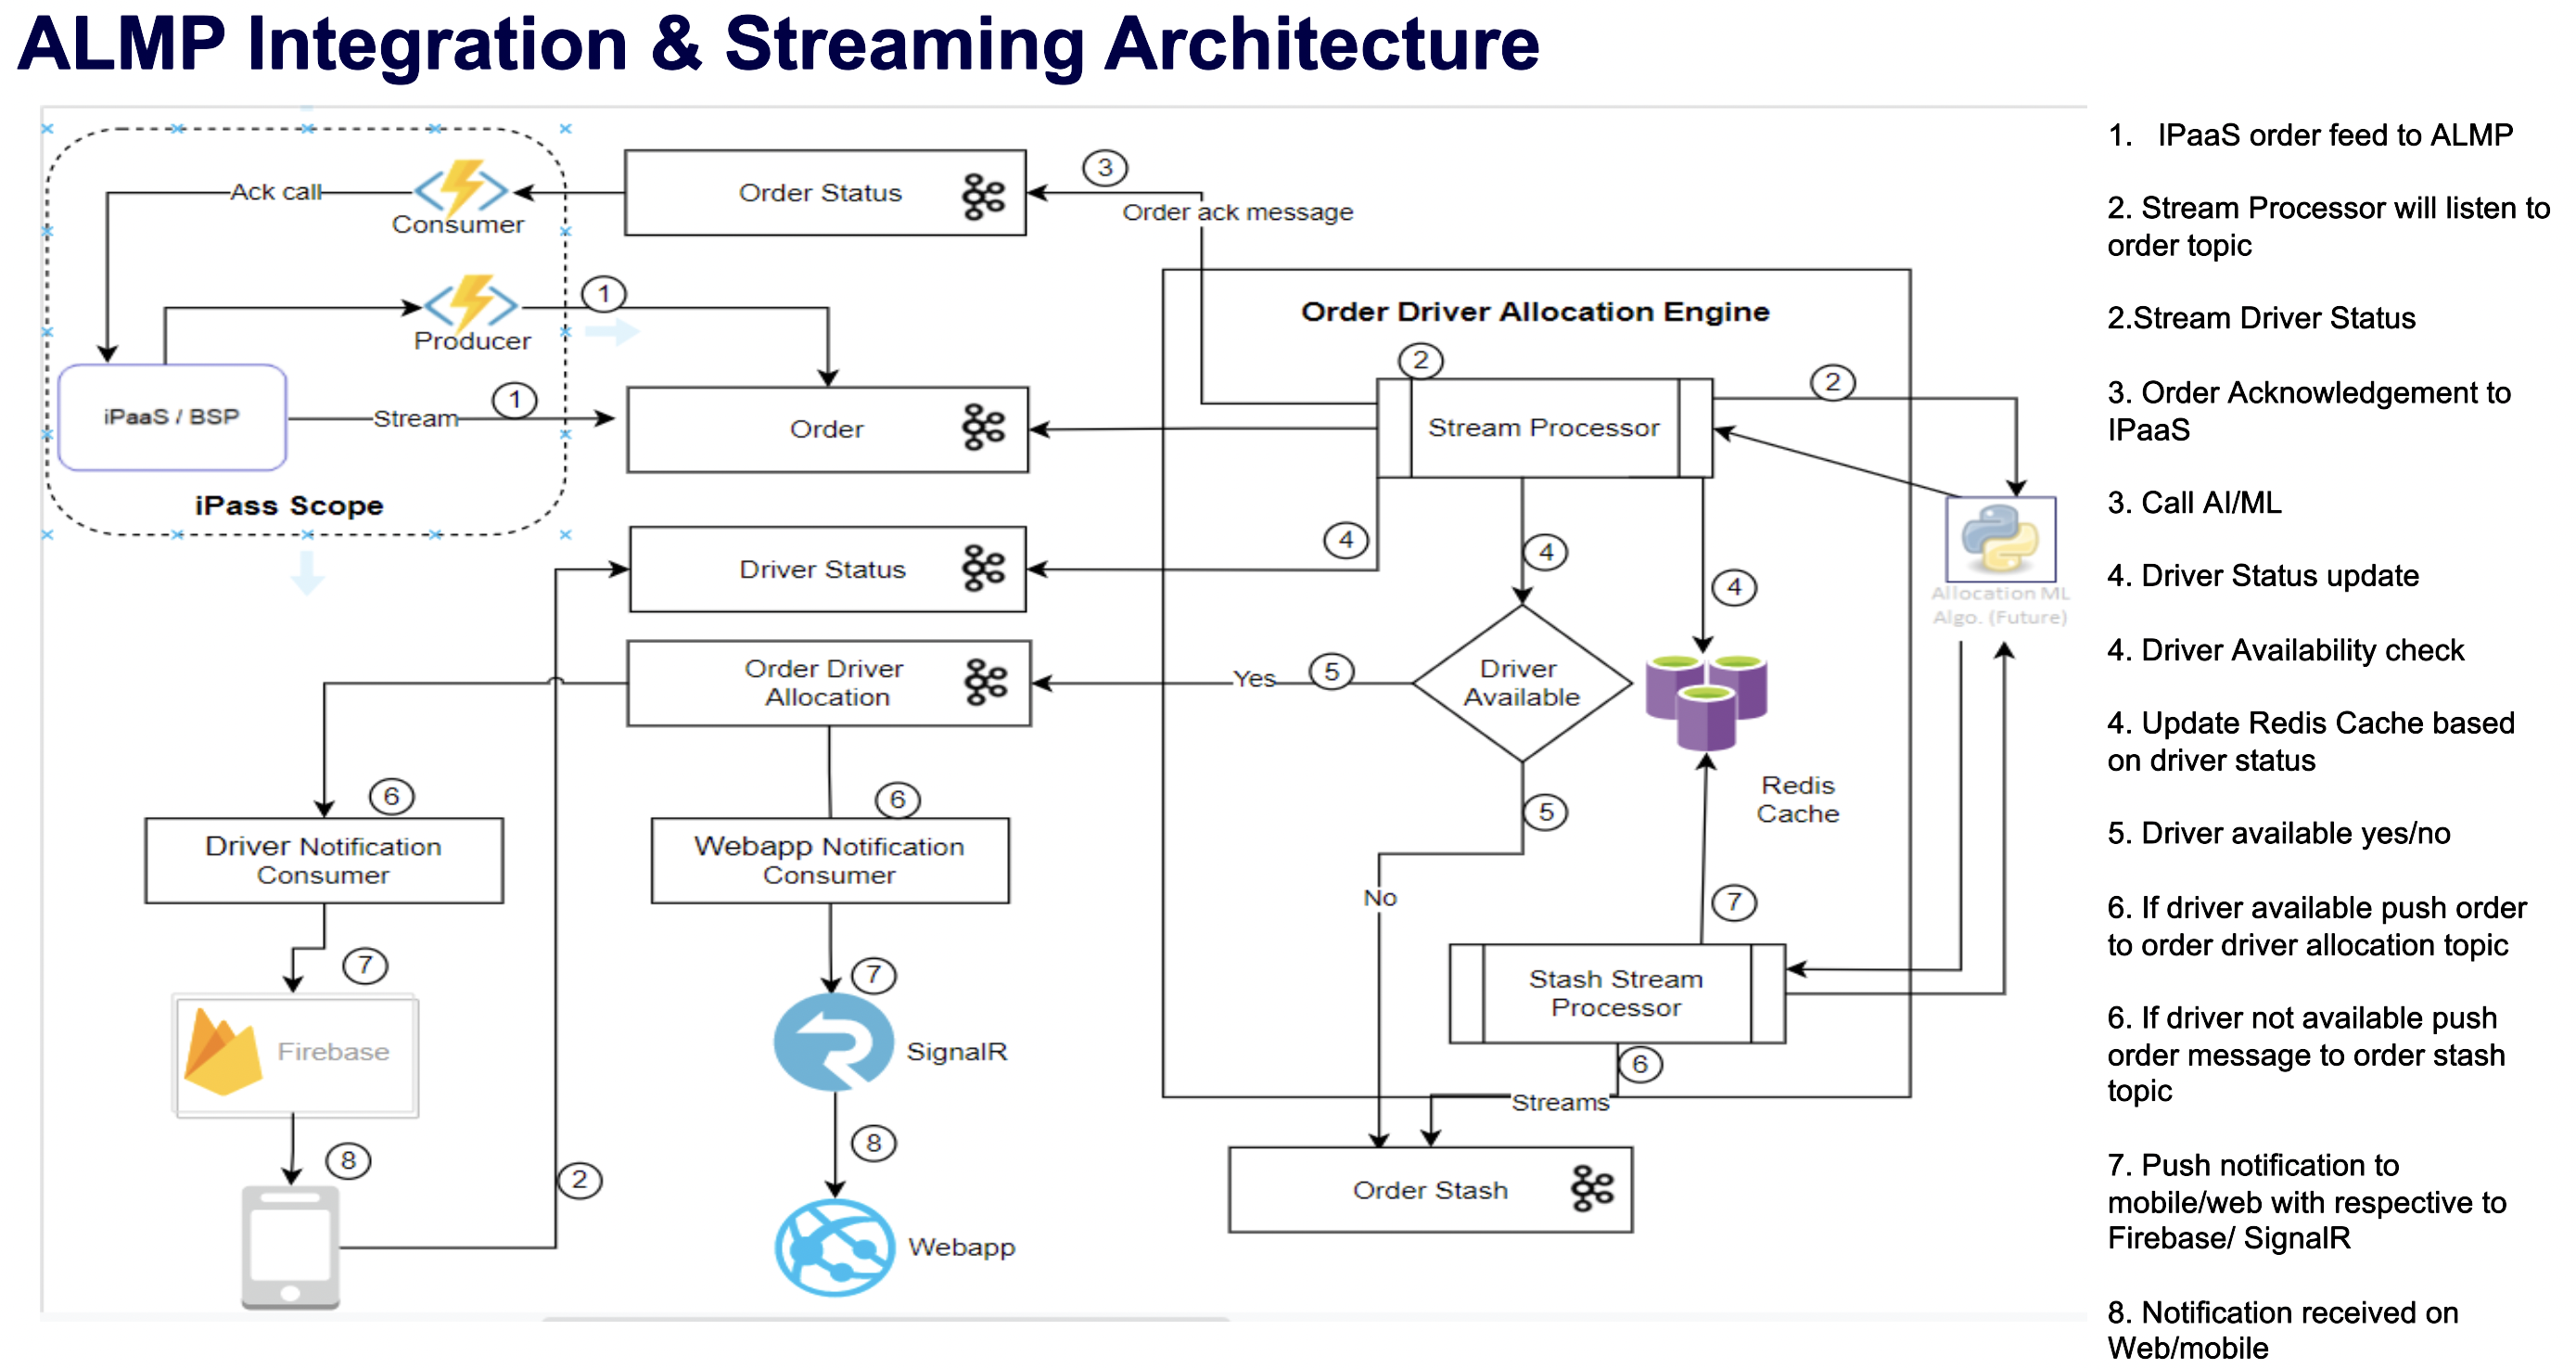 ALMP Integration & Streaming Architecture
Ack call
Consumer
Order Status
3
Order ack message
Producer
1
iPaaS / BSP
Stream
1
Order
iPass Scope
Order Driver Allocation Engine
2
Stream Processor
2
Driver Status
4
4
4
Allocation ML
Algo. (Future)
Order Driver
Allocation
Yes
5
Driver
Available
Redis
Cache
6
6
5
Driver Notification
Consumer
Webapp Notification
Consumer
No
7
7
7
Stash Stream
Processor
Firebase
SignalR
6
Streams
8
8
2
Order Stash
Webapp
1. IPaaS order feed to ALMP
2. Stream Processor will listen to
order topic
2.Stream Driver Status
3. Order Acknowledgement to
IPaaS
3. Call AI/ML
4. Driver Status update
4. Driver Availability check
4. Update Redis Cache based
on driver status
5. Driver available yes/no
6. If driver available push order
to order driver allocation topic
6. If driver not available push
order message to order stash
topic
7. Push notification to
mobile/web with respective to
Firebase/ SignalR
8. Notification received on
Web/mobile